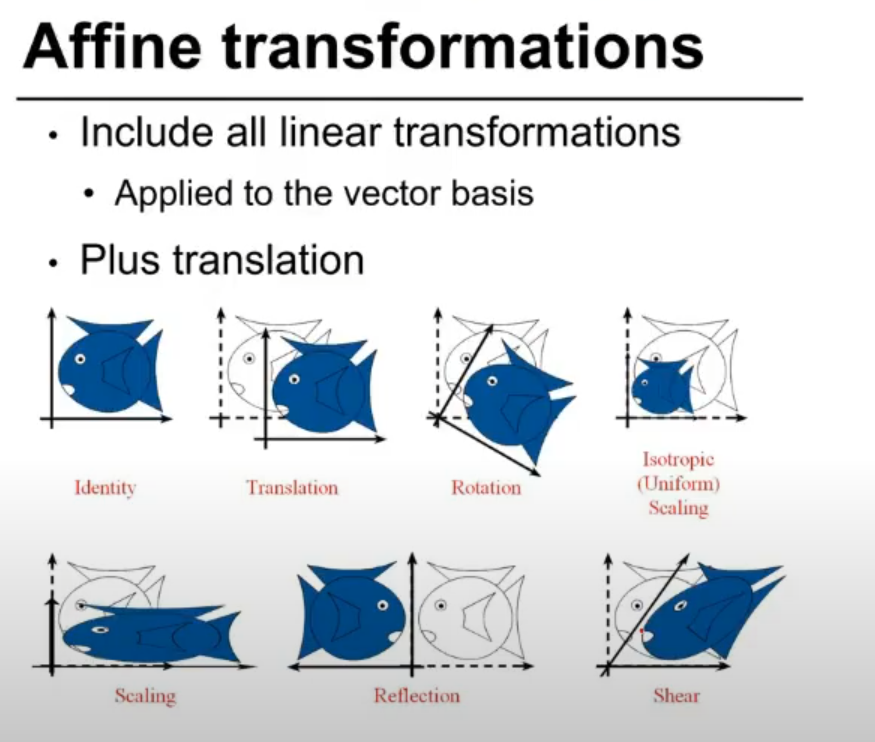 Affine transformations
• Include all linear transformations
• Applied to the vector basis
• Plus translation
Identity
Translation
Rotation
Isotropic
(Uniform)
Scaling
Scaling
Reflection
Shear